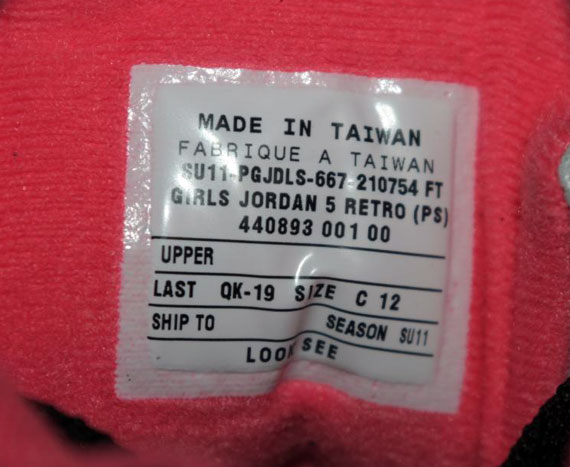 MADE IN TAIWAN
FABRIQUE A TAIWAN
SU11-PGJDLS-667-210754 FT
GIRLS JORDAN 5 RETRO (PS)
440893 001 00
UPPER
LAST QK-19 SIZE C 12
SHIP TO SEASON SU11
LOOK SEE